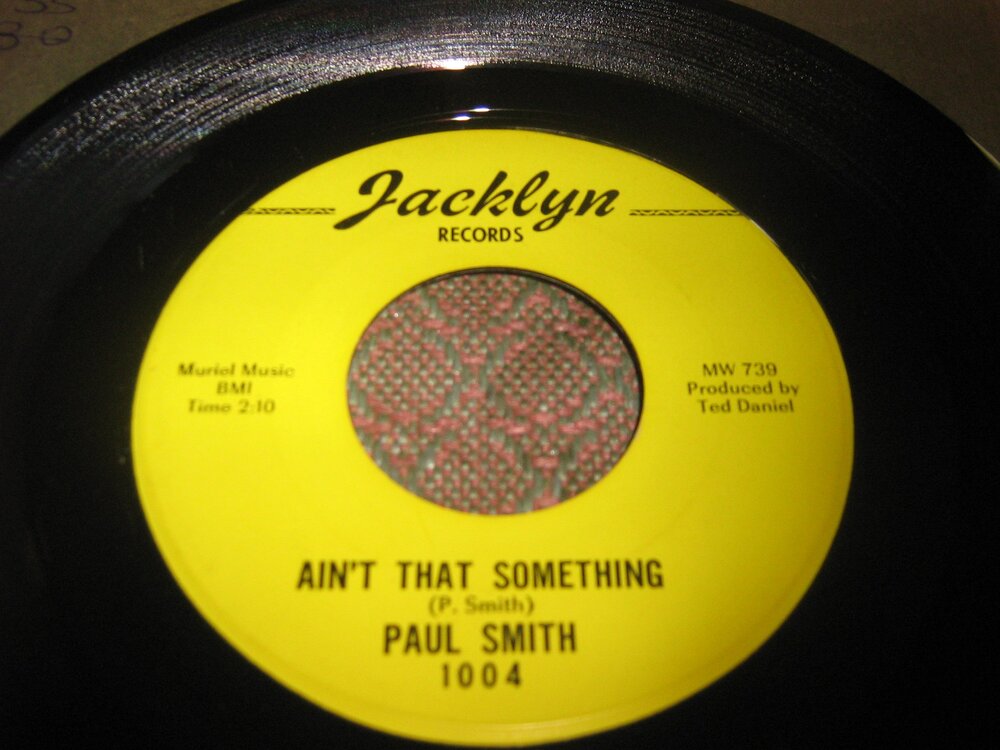 Jacklyn
RECORDS
Muriel Music
BMI
Time 2:10
MW 739
Produced by
Ted Daniel
AIN'T THAT SOMETHING
(P. Smith)
PAUL SMITH
1004